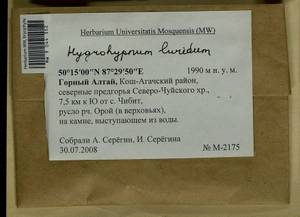 Herbarium Universitatis Mosquensis (MW)
Hygrohypnum luridum
50°15'00"N 87°29'50"E 1990 м н. у. м.
Горный Алтай, Кош-Агачский район,
северные предгорья Северо-Чуйского хр.,
7,5 км к Ю от с. Чибит,
русло рч. Орой (в верховьях),
на камне, выступающем из воды.
Собрали А. Серёгин, И. Серёгина
30.07.2008
№ M-2175